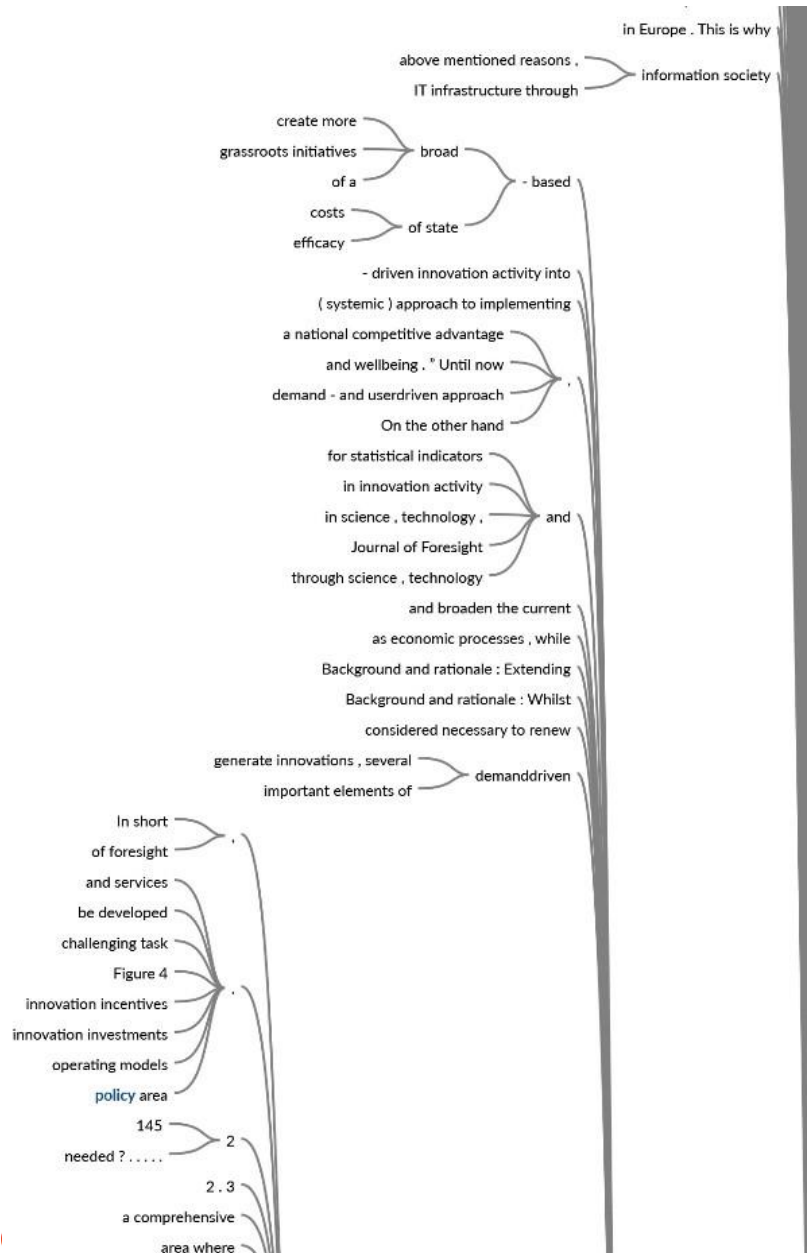 in Europe . This is why
above mentioned reasons ,
IT infrastructure through
information society
create more
grassroots initiatives
of a
broad
costs
efficacy
of state
- based
- driven innovation activity into
( systemic ) approach to implementing
a national competitive advantage
and wellbeing . " Until now
demand - and userdriven approach
On the other hand
,
for statistical indicators
in innovation activity
in science , technology ,
Journal of Foresight
through science , technology
and
and broaden the current
as economic processes , while
Background and rationale : Extending
Background and rationale : Whilst
considered necessary to renew
generate innovations , several
important elements of
demanddriven
In short
of foresight
,
and services
be developed
challenging task
Figure 4
innovation incentives
innovation investments
operating models
policy area
.
145
needed ? . . . . .
2
2 . 3
a comprehensive
area where